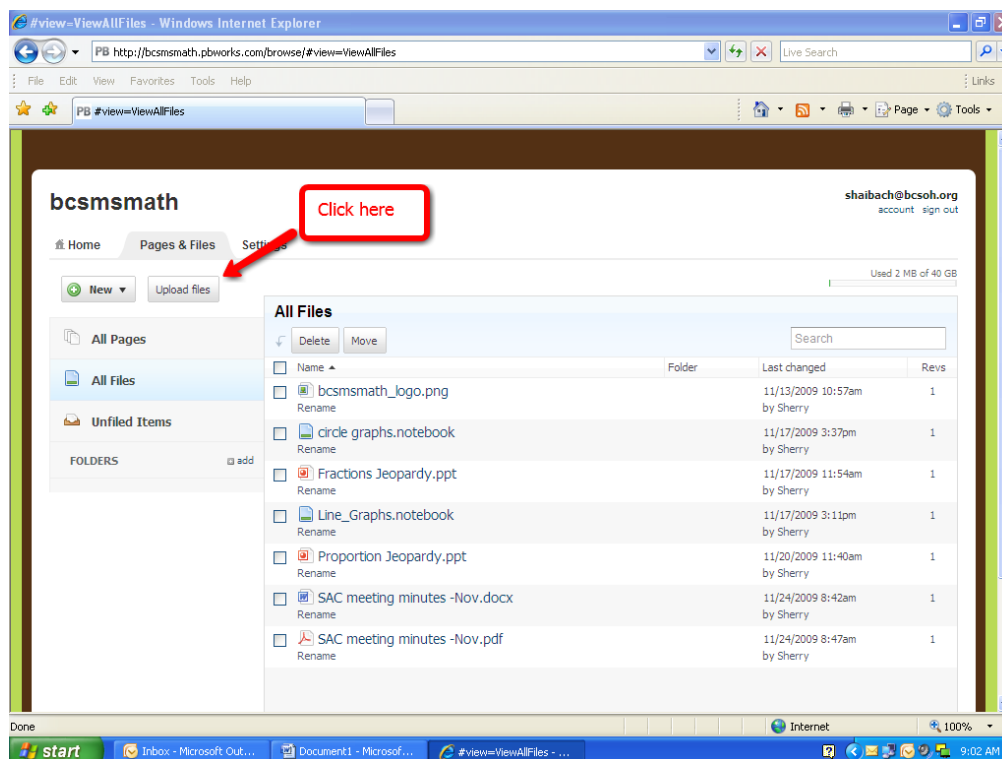 #view=ViewAllFiles - Windows Internet Explorer
PB http://bcsmsmath.pbworks.com/browse/#view=ViewAllFiles
Live Search
File Edit View Favorites Tools Help
Links
PB #view=ViewAllFiles
Page Tools
bcsmsmath
Click here
shaibach@bcsoh.org
account sign out
Home Pages & Files Settings
Used 2 MB of 40 GB
New Upload files
All Files
All Pages
Delete Move
Search
Name Folder Last changed Revs
All Files
bcsmsmath_logo.png 11/13/2009 10:57am 1
Rename by Sherry
Unfiled Items
circle graphs.notebook 11/17/2009 3:37pm 1
Rename by Sherry
FOLDERS add
Fractions Jeopardy.ppt 11/17/2009 11:54am 1
Rename by Sherry
Line_Graphs.notebook 11/17/2009 3:11pm 1
Rename by Sherry
Proportion Jeopardy.ppt 11/20/2009 11:40am 1
Rename by Sherry
SAC meeting minutes -Nov.docx 11/24/2009 8:42am 1
Rename by Sherry
SAC meeting minutes -Nov.pdf 11/24/2009 8:47am 1
Rename by Sherry
Done
Internet
100%
start
Inbox - Microsoft Out...
Document1 - Microsof...
#view=ViewAllFiles - ...
9:02 AM